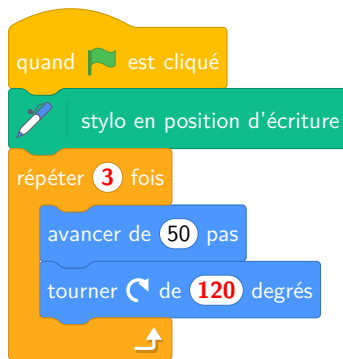 quand est cliqué
stylo en position d'écriture
répéter 3 fois
avancer de 50 pas
tourner de 120 degrés